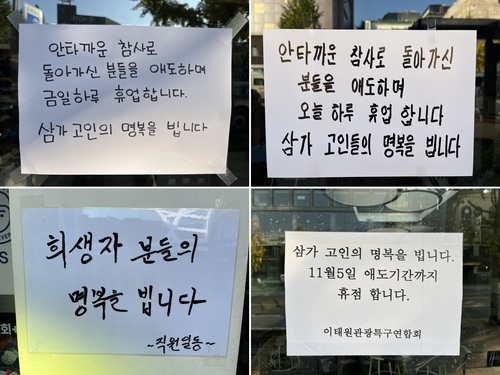 안타까운 참사로
돌아가신 분들을 애도하며
금일하루 휴업합니다.
삼가 고인의 명복을 빕니다
안타까운 참사로 돌아가신
분들을 애도하며
오늘 하루 휴업 합니다
삼가 고인들의 명복을 빕니다
희생자 분들의
명복을 빕니다
~직원일동~
삼가 고인의 명복을 빕니다.
11월5일 애도기간까지
휴점 합니다.
이태원관광특구연합회